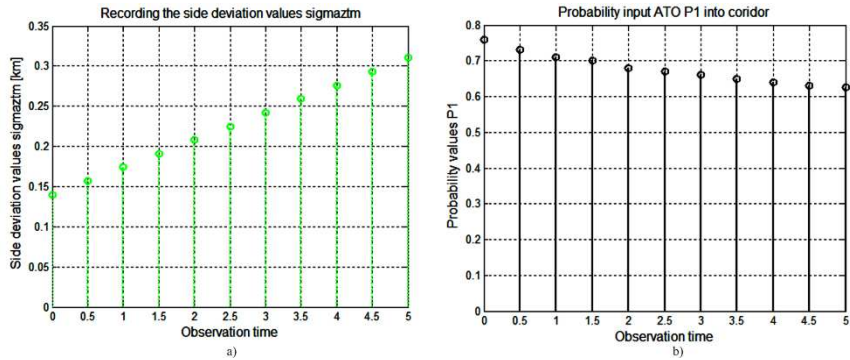 Recording the side deviation values sigmaztm
Side deviation values sigmaztm [km]
0.35
0.3
0.25
0.2
0.15
0.1
0.05
0
0 0.5 1 1.5 2 2.5 3 3.5 4 4.5 5
Observation time
a)
Probability input ATO P1 into coridor
Probability values P1
0.8
0.7
0.6
0.5
0.4
0.3
0.2
0.1
0
0 0.5 1 1.5 2 2.5 3 3.5 4 4.5 5
Observation time
b)